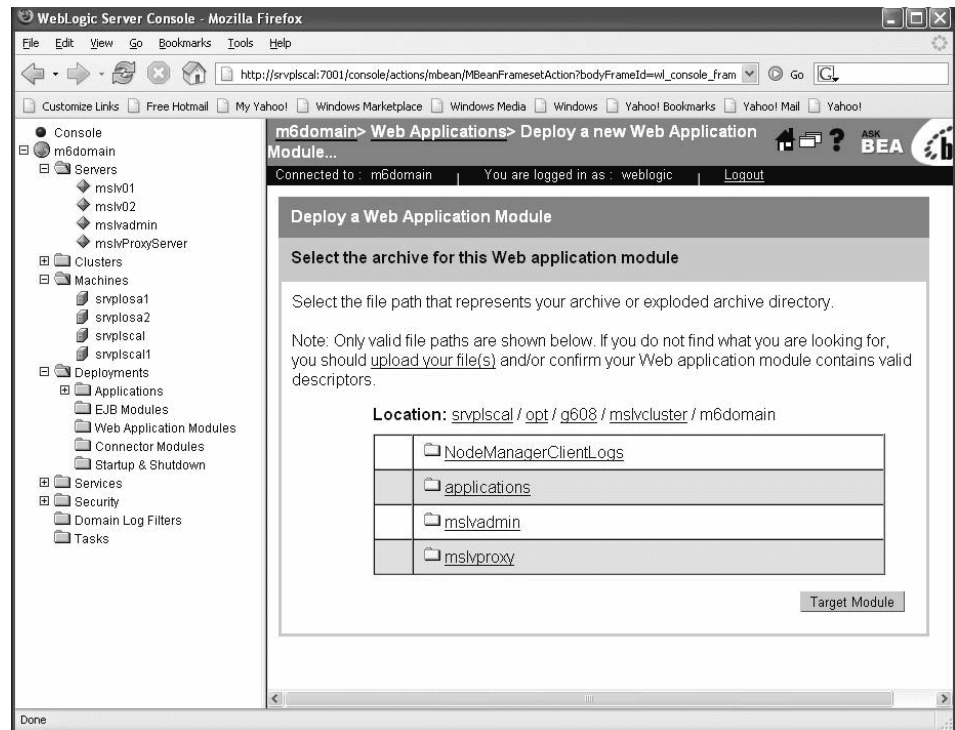 WebLogic Server Console - Mozilla Firefox
File Edit View Go Bookmarks Tools Help
http://srvplscal:7001/console/actions/mbean/MBeanFramesetAction?bodyFrameId=wl_console_fram Go
Customize Links Free Hotmail My Yahoo! Windows Marketplace Windows Media Windows Yahoo! Bookmarks Yahoo! Mail Yahoo!
Console
m6domain
Servers
mslv01
mslv02
mslvadmin
mslvProxyServer
Clusters
Machines
srvplosa1
srvplosa2
srvplscal
srvplscal1
Deployments
Applications
EJB Modules
Web Application Modules
Connector Modules
Startup & Shutdown
Services
Security
Domain Log Filters
Tasks
m6domain> Web Applications> Deploy a new Web Application
Module...
ASK
BEA
Connected to : m6domain | You are logged in as : weblogic | Logout
Deploy a Web Application Module
Select the archive for this Web application module
Select the file path that represents your archive or exploded archive directory.
Note: Only valid file paths are shown below. If you do not find what you are looking for,
you should upload your file(s) and/or confirm your Web application module contains valid
descriptors.
Location: srvplscal / opt / g608 / mslvcluster / m6domain
NodeManagerClientLogs
applications
mslvadmin
mslvproxy
Target Module
Done